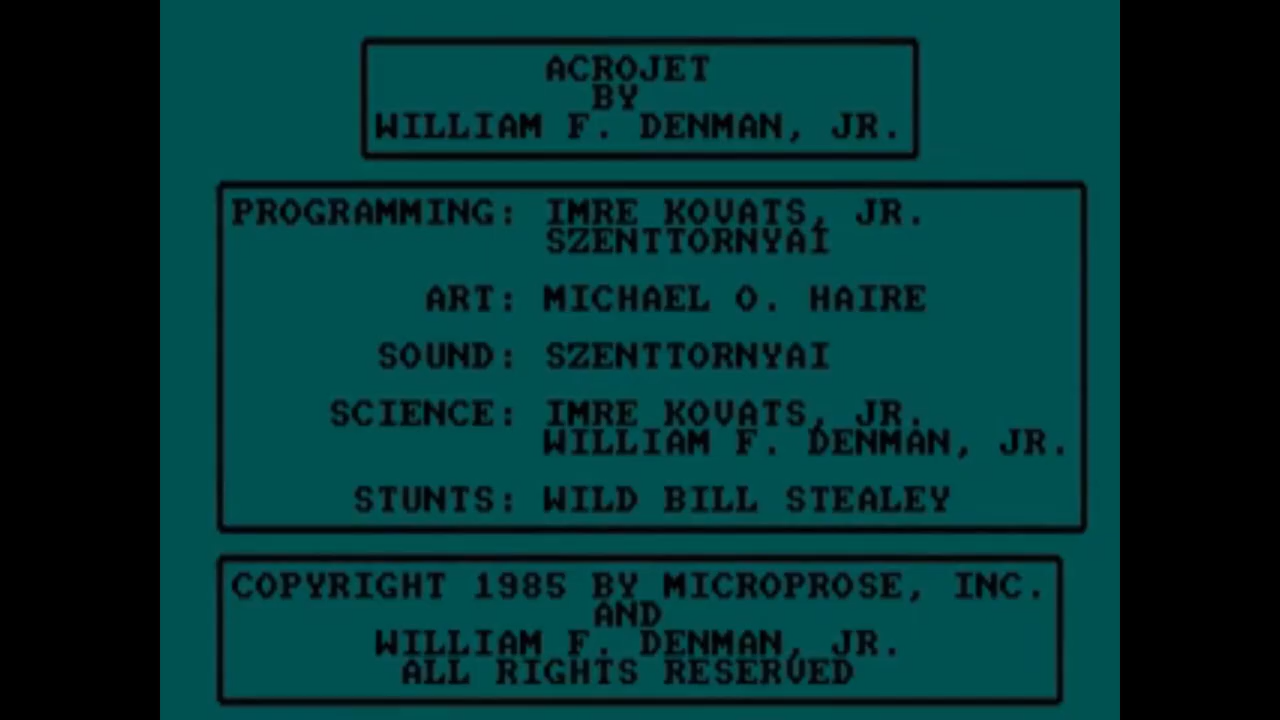 ACROJET
BY
WILLIAM F. DENMAN, JR.
PROGRAMMING: IMRE KOVATS, JR.
SZENTTORNYAI
ART: MICHAEL O. HAIRE
SOUND: SZENTTORNYAI
SCIENCE: IMRE KOVATS, JR.
WILLIAM F. DENMAN, JR.
STUNTS: WILD BILL STEALEY
COPYRIGHT 1985 BY MICROPROSE, INC.
AND
WILLIAM F. DENMAN, JR.
ALL RIGHTS RESERVED